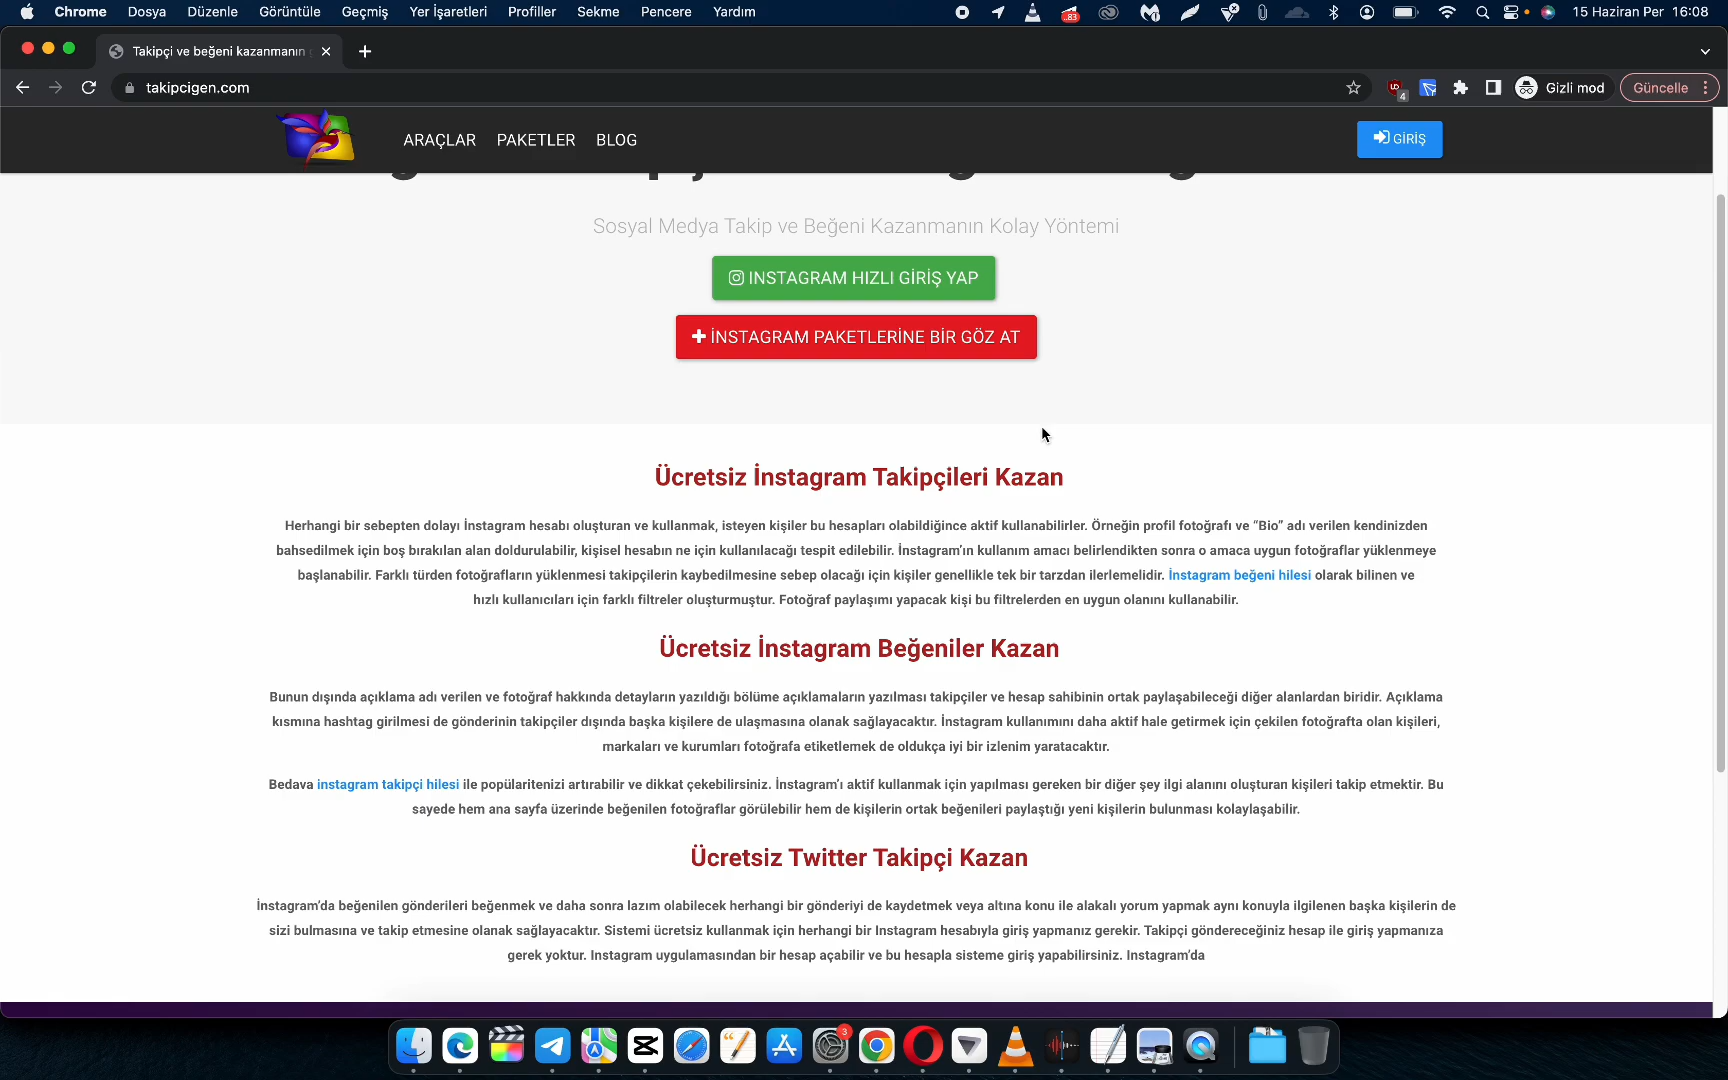 Chrome Dosya Düzenle Görüntüle Geçmiş Yer İşaretleri Profiller Sekme Pencere Yardım
.83
15 Haziran Per 16:08
Takipçi ve beğeni kazanmanın
takipcigen.com
4
Gizli mod
Güncelle
ARAÇLAR PAKETLER BLOG
GİRİŞ
Sosyal Medya Takip ve Beğeni Kazanmanın Kolay Yöntemi
INSTAGRAM HIZLI GİRİŞ YAP
İNSTAGRAM PAKETLERİNE BİR GÖZ AT
Ücretsiz İnstagram Takipçileri Kazan
Herhangi bir sebepten dolayı İnstagram hesabı oluşturan ve kullanmak, isteyen kişiler bu hesapları olabildiğince aktif kullanabilirler. Örneğin profil fotoğrafı ve “Bio” adı verilen kendinizden
bahsedilmek için boş bırakılan alan doldurulabilir, kişisel hesabın ne için kullanılacağı tespit edilebilir. İnstagram’ın kullanım amacı belirlendikten sonra o amaca uygun fotoğraflar yüklenmeye
başlanabilir. Farklı türden fotoğrafların yüklenmesi takipçilerin kaybedilmesine sebep olacağı için kişiler genellikle tek bir tarzdan ilerlemelidir. İnstagram beğeni hilesi olarak bilinen ve
hızlı kullanıcıları için farklı filtreler oluşturmuştur. Fotoğraf paylaşımı yapacak kişi bu filtrelerden en uygun olanını kullanabilir.
Ücretsiz İnstagram Beğeniler Kazan
Bunun dışında açıklama adı verilen ve fotoğraf hakkında detayların yazıldığı bölüme açıklamaların yazılması takipçiler ve hesap sahibinin ortak paylaşabileceği diğer alanlardan biridir. Açıklama
kısmına hashtag girilmesi de gönderinin takipçiler dışında başka kişilere de ulaşmasına olanak sağlayacaktır. İnstagram kullanımını daha aktif hale getirmek için çekilen fotoğrafta olan kişileri,
markaları ve kurumları fotoğrafa etiketlemek de oldukça iyi bir izlenim yaratacaktır.
Bedava instagram takipçi hilesi ile popülaritenizi artırabilir ve dikkat çekebilirsiniz. İnstagram’ı aktif kullanmak için yapılması gereken bir diğer şey ilgi alanını oluşturan kişileri takip etmektir. Bu
sayede hem ana sayfa üzerinde beğenilen fotoğraflar görülebilir hem de kişilerin ortak beğenileri paylaştığı yeni kişilerin bulunması kolaylaşabilir.
Ücretsiz Twitter Takipçi Kazan
İnstagram’da beğenilen gönderileri beğenmek ve daha sonra lazım olabilecek herhangi bir gönderiyi de kaydetmek veya altına konu ile alakalı yorum yapmak aynı konuyla ilgilenen başka kişilerin de
sizi bulmasına ve takip etmesine olanak sağlayacaktır. Sistemi ücretsiz kullanmak için herhangi bir Instagram hesabıyla giriş yapmanız gerekir. Takipçi göndereceğiniz hesap ile giriş yapmanıza
gerek yoktur. Instagram uygulamasından bir hesap açabilir ve bu hesapla sisteme giriş yapabilirsiniz. Instagram’da
3